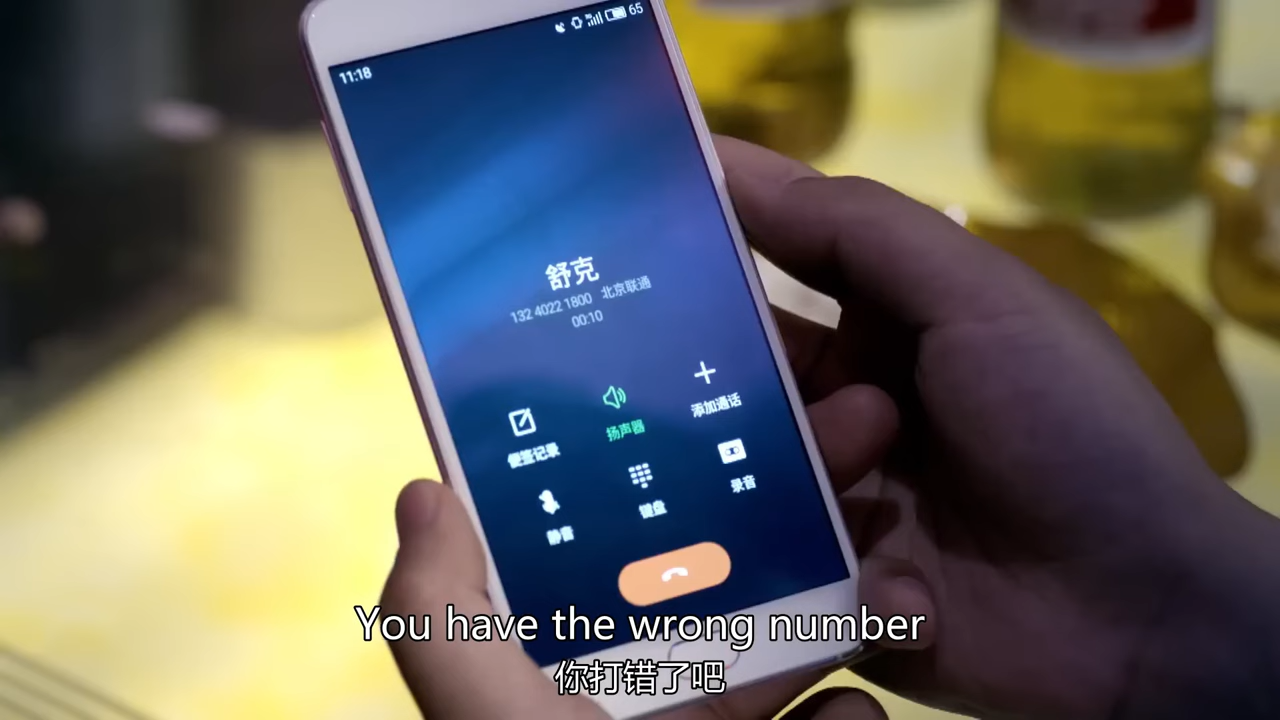 65
11:18
舒克
132 4022 1800 北京联通
00:10
便签记录
扬声器
添加通话
静音
键盘
录音
You have the wrong number
你打错了吧